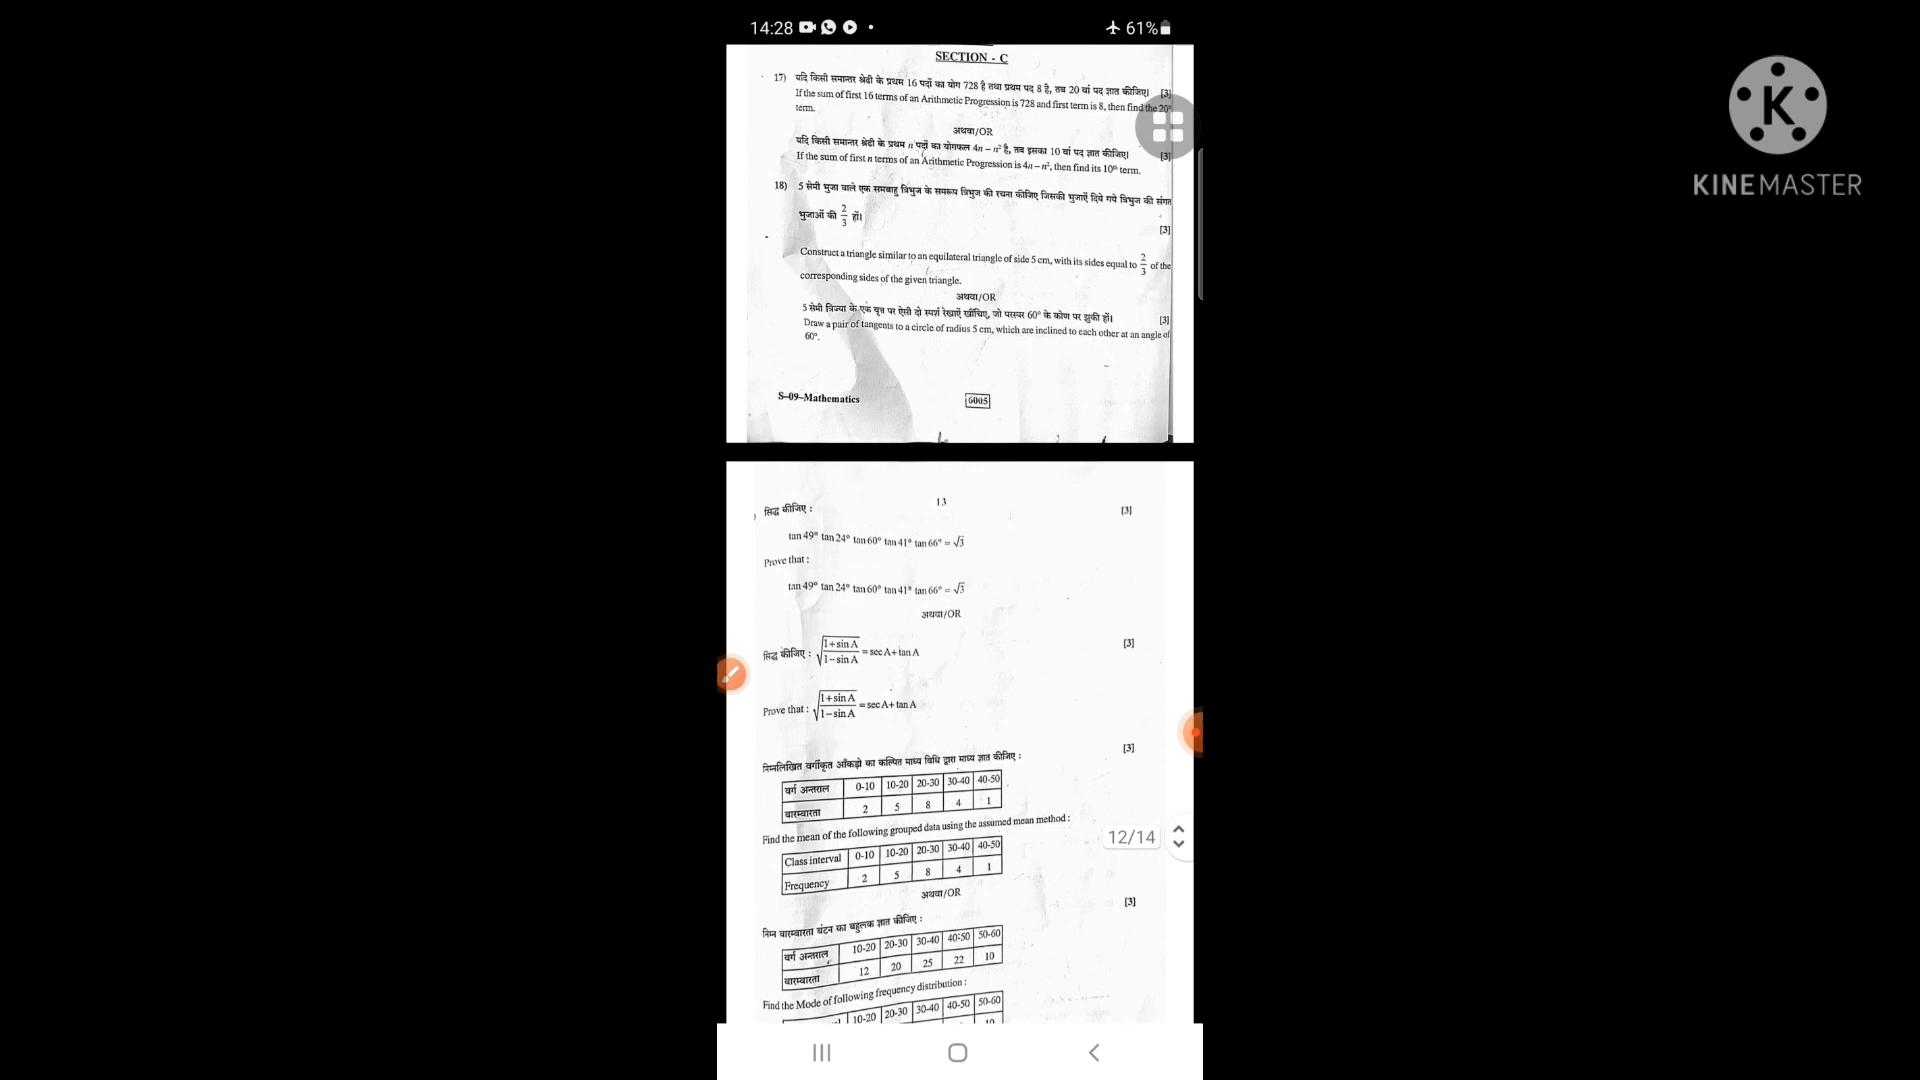 14:28
61%
KINEMASTER
SECTION - C
17) यदि किसी समान्तर श्रेढी के प्रथम 16 पदों का योग 728 है तथा प्रथम पद 8 है, तब 20 वां पद ज्ञात कीजिए। [3]
If the sum of first 16 terms of an Arithmetic Progression is 728 and first term is 8, then find the 20th
term.
अथवा/OR
यदि किसी समान्तर श्रेढी के प्रथम n पदों का योगफल 4n – n² है, तब इसका 10 वां पद ज्ञात कीजिए। [3]
If the sum of first n terms of an Arithmetic Progression is 4n – n², then find its 10th term.
18) 5 सेमी भुजा वाले एक समबाहु त्रिभुज के समरूप त्रिभुज की रचना कीजिए जिसकी भुजाएँ दिये गये त्रिभुज की संगत
भुजाओं की 2/3 हों।
[3]
Construct a triangle similar to an equilateral triangle of side 5 cm, with its sides equal to 2/3 of the
corresponding sides of the given triangle.
अथवा/OR
5 सेमी त्रिज्या के एक वृत्त पर ऐसी दो स्पर्श रेखाएँ खींचिए, जो परस्पर 60° के कोण पर झुकी हों। [3]
Draw a pair of tangents to a circle of radius 5 cm, which are inclined to each other at an angle of
60°.
S–09–Mathematics 6005
13
) सिद्ध कीजिए : [3]
tan 49° tan 24° tan 60° tan 41° tan 66° = √3
Prove that :
tan 49° tan 24° tan 60° tan 41° tan 66° = √3
अथवा/OR
सिद्ध कीजिए : √((1+sin A)/(1–sin A)) = sec A + tan A [3]
Prove that : √((1+sin A)/(1–sin A)) = sec A + tan A
निम्नलिखित वर्गीकृत आँकड़ो का कल्पित माध्य विधि द्वारा माध्य ज्ञात कीजिए : [3]
वर्ग अन्तराल 0-10 10-20 20-30 30-40 40-50
बारम्बारता 2 5 8 4 1
Find the mean of the following grouped data using the assumed mean method :
Class interval 0-10 10-20 20-30 30-40 40-50
Frequency 2 5 8 4 1
12/14
अथवा/OR
[3]
निम्न बारम्बारता बंटन का बहुलक ज्ञात कीजिए :
वर्ग अन्तराल 10-20 20-30 30-40 40-50 50-60
बारम्बारता 12 20 25 22 10
Find the Mode of following frequency distribution :
10-20 20-30 30-40 40-50 50-60